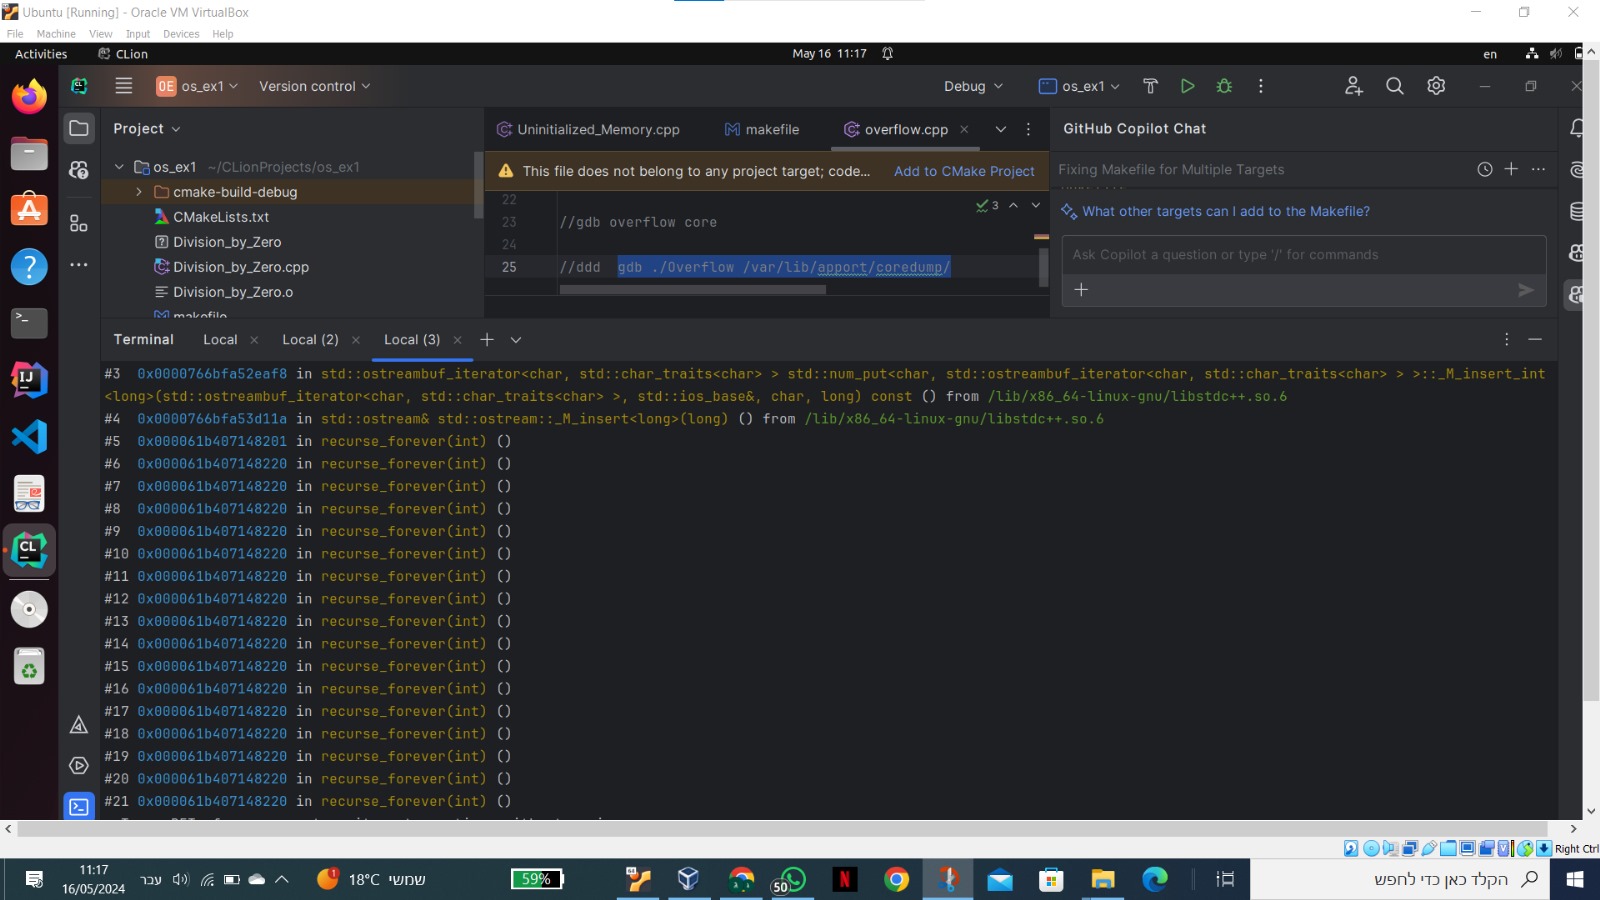 Ubuntu [Running] - Oracle VM VirtualBox
File Machine View Input Devices Help
Activities CLion May 16 11:17 en
OE os_ex1 Version control Debug os_ex1
Project
os_ex1 ~/CLionProjects/os_ex1
cmake-build-debug
CMakeLists.txt
Division_by_Zero
Division_by_Zero.cpp
Division_by_Zero.o
makefile
Uninitialized_Memory.cpp makefile overflow.cpp
This file does not belong to any project target; code... Add to CMake Project
22
3
23 //gdb overflow core
24
25 //ddd gdb ./Overflow /var/lib/apport/coredump/
GitHub Copilot Chat
Fixing Makefile for Multiple Targets
What other targets can I add to the Makefile?
Ask Copilot a question or type '/' for commands
Terminal Local Local (2) Local (3)
#3 0x0000766bfa52eaf8 in std::ostreambuf_iterator<char, std::char_traits<char> > std::num_put<char, std::ostreambuf_iterator<char, std::char_traits<char> > >::_M_insert_int
<long>(std::ostreambuf_iterator<char, std::char_traits<char> >, std::ios_base&, char, long) const () from /lib/x86_64-linux-gnu/libstdc++.so.6
#4 0x0000766bfa53d11a in std::ostream& std::ostream::_M_insert<long>(long) () from /lib/x86_64-linux-gnu/libstdc++.so.6
#5 0x000061b407148201 in recurse_forever(int) ()
#6 0x000061b407148220 in recurse_forever(int) ()
#7 0x000061b407148220 in recurse_forever(int) ()
#8 0x000061b407148220 in recurse_forever(int) ()
#9 0x000061b407148220 in recurse_forever(int) ()
#10 0x000061b407148220 in recurse_forever(int) ()
#11 0x000061b407148220 in recurse_forever(int) ()
#12 0x000061b407148220 in recurse_forever(int) ()
#13 0x000061b407148220 in recurse_forever(int) ()
#14 0x000061b407148220 in recurse_forever(int) ()
#15 0x000061b407148220 in recurse_forever(int) ()
#16 0x000061b407148220 in recurse_forever(int) ()
#17 0x000061b407148220 in recurse_forever(int) ()
#18 0x000061b407148220 in recurse_forever(int) ()
#19 0x000061b407148220 in recurse_forever(int) ()
#20 0x000061b407148220 in recurse_forever(int) ()
#21 0x000061b407148220 in recurse_forever(int) ()
Right Ctrl
11:17
16/05/2024
עבר
18°C שמשי
59%
50
הקלד כאן כדי לחפש